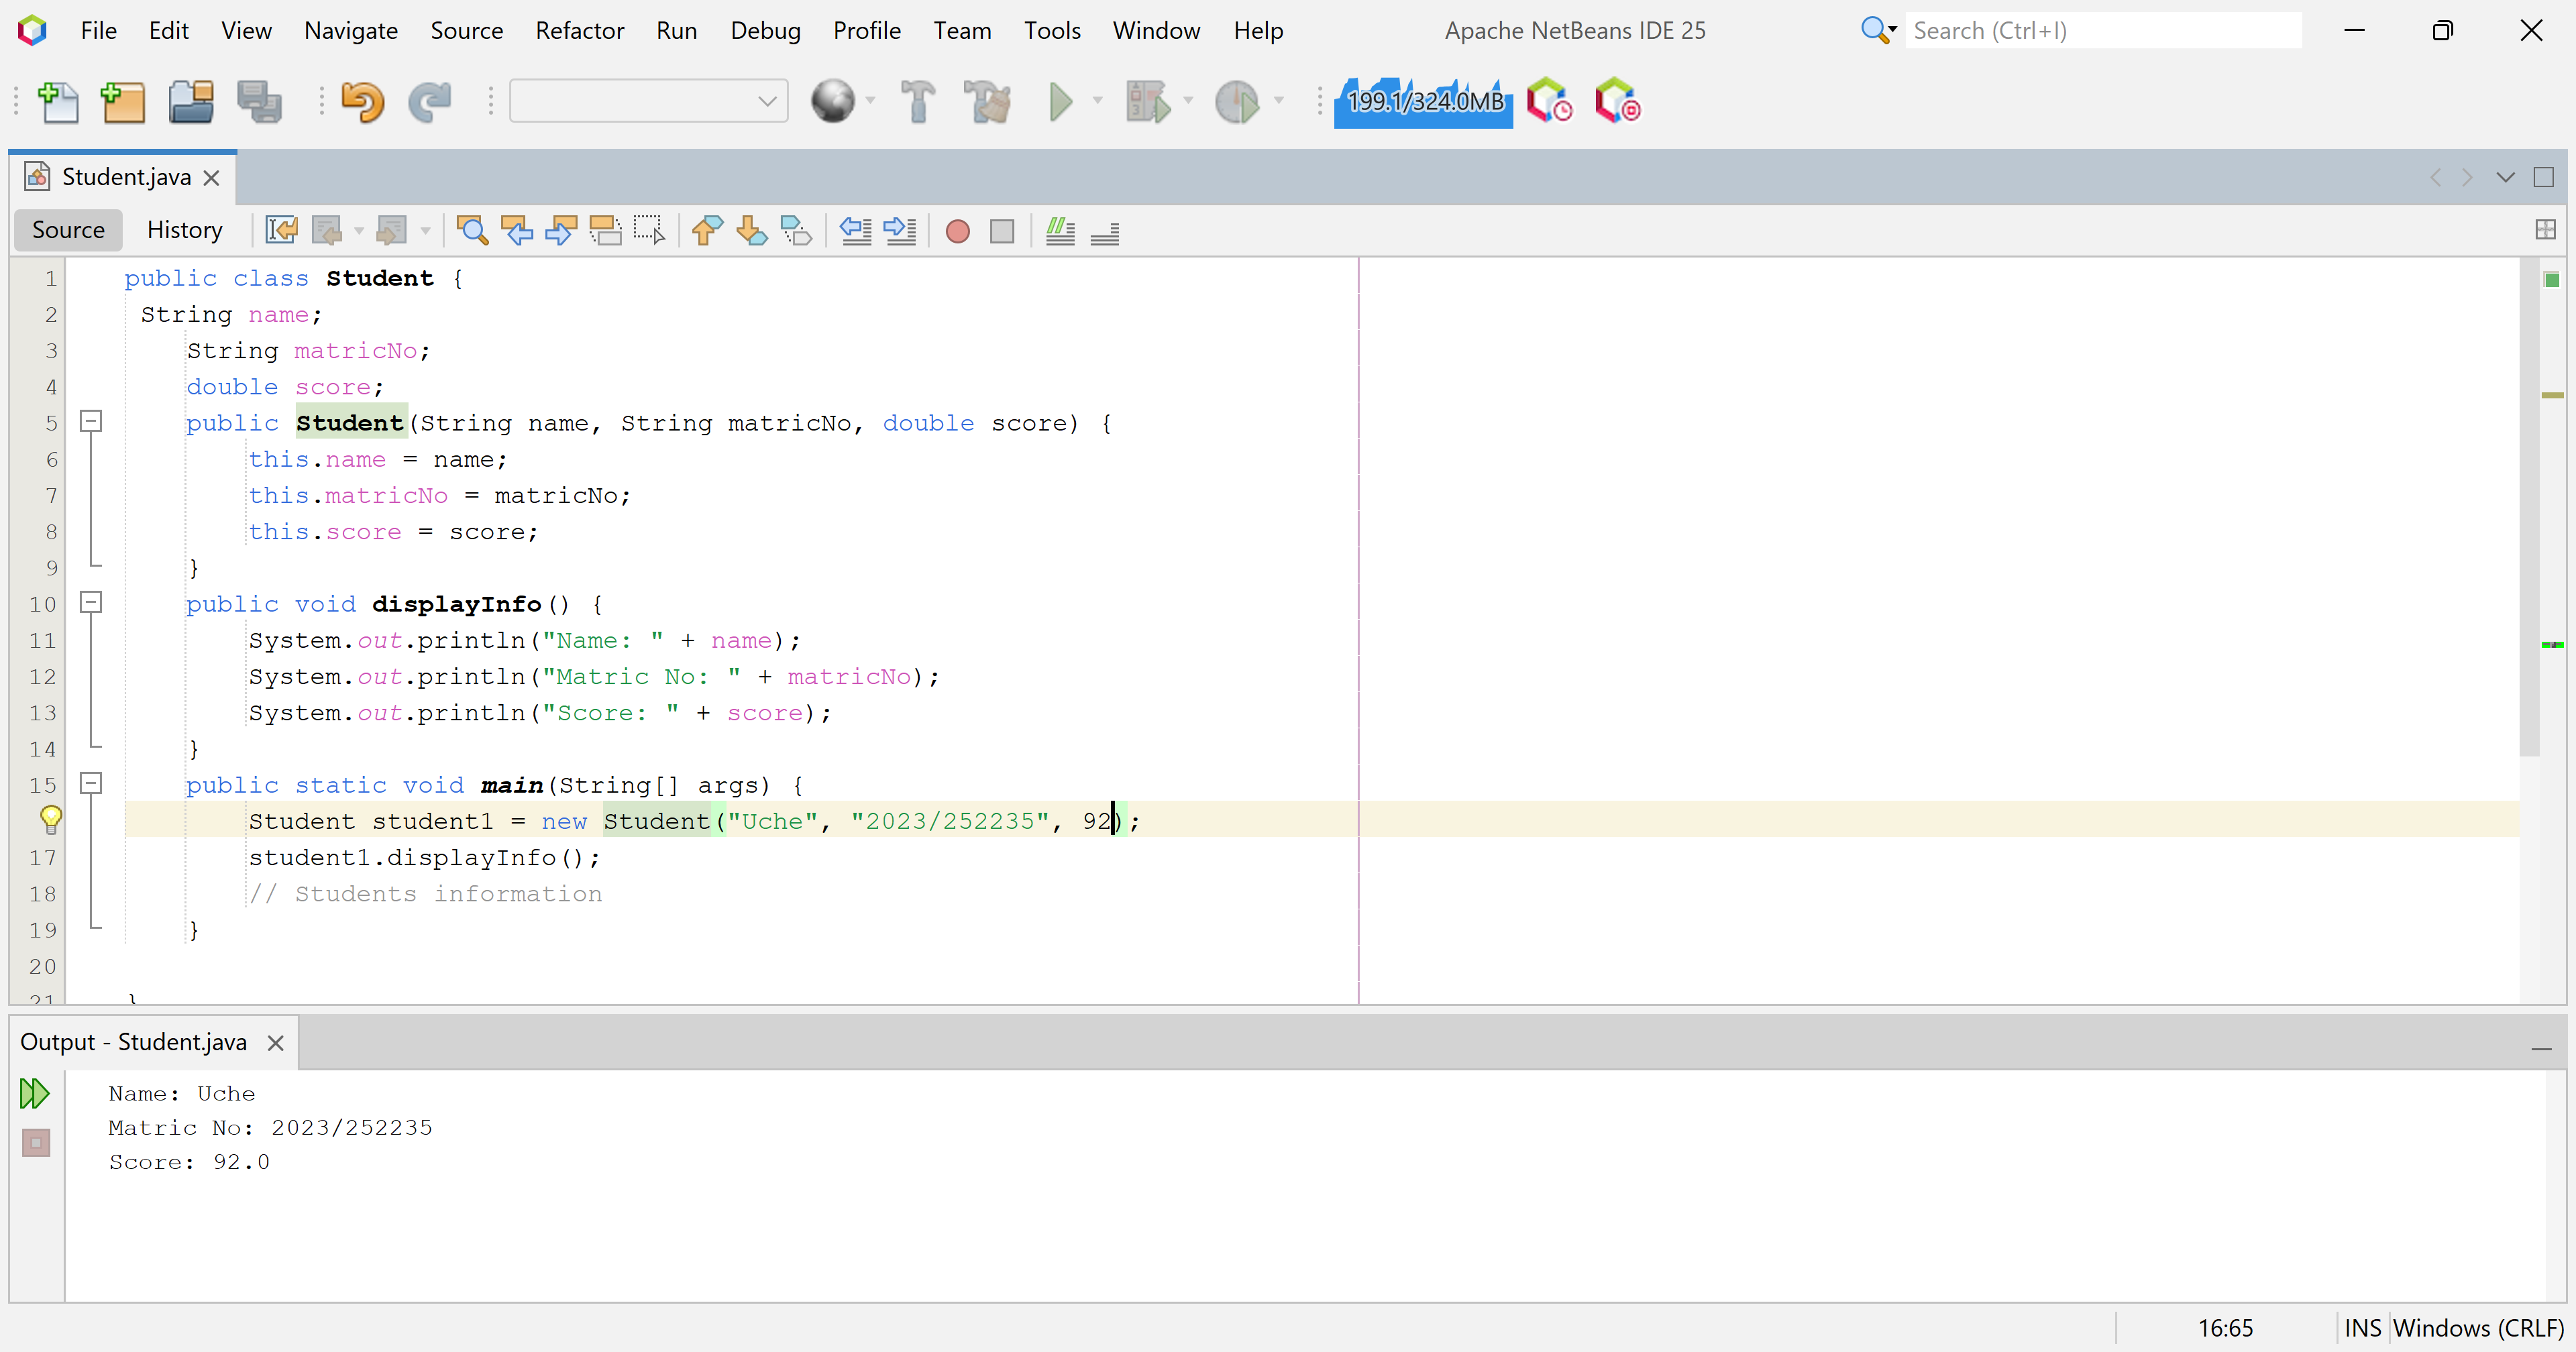 File Edit View Navigate Source Refactor Run Debug Profile Team Tools Window Help Apache NetBeans IDE 25 Search (Ctrl+I)
199.1/324.0MB
Student.java
Source History
1 public class Student {
2 String name;
3 String matricNo;
4 double score;
5 public Student(String name, String matricNo, double score) {
6 this.name = name;
7 this.matricNo = matricNo;
8 this.score = score;
9 }
10 public void displayInfo() {
11 System.out.println("Name: " + name);
12 System.out.println("Matric No: " + matricNo);
13 System.out.println("Score: " + score);
14 }
15 public static void main(String[] args) {
Student student1 = new Student("Uche", "2023/252235", 92);
17 student1.displayInfo();
18 // Students information
19 }
20
21 }
Output - Student.java
Name: Uche
Matric No: 2023/252235
Score: 92.0
16:65 INS Windows (CRLF)